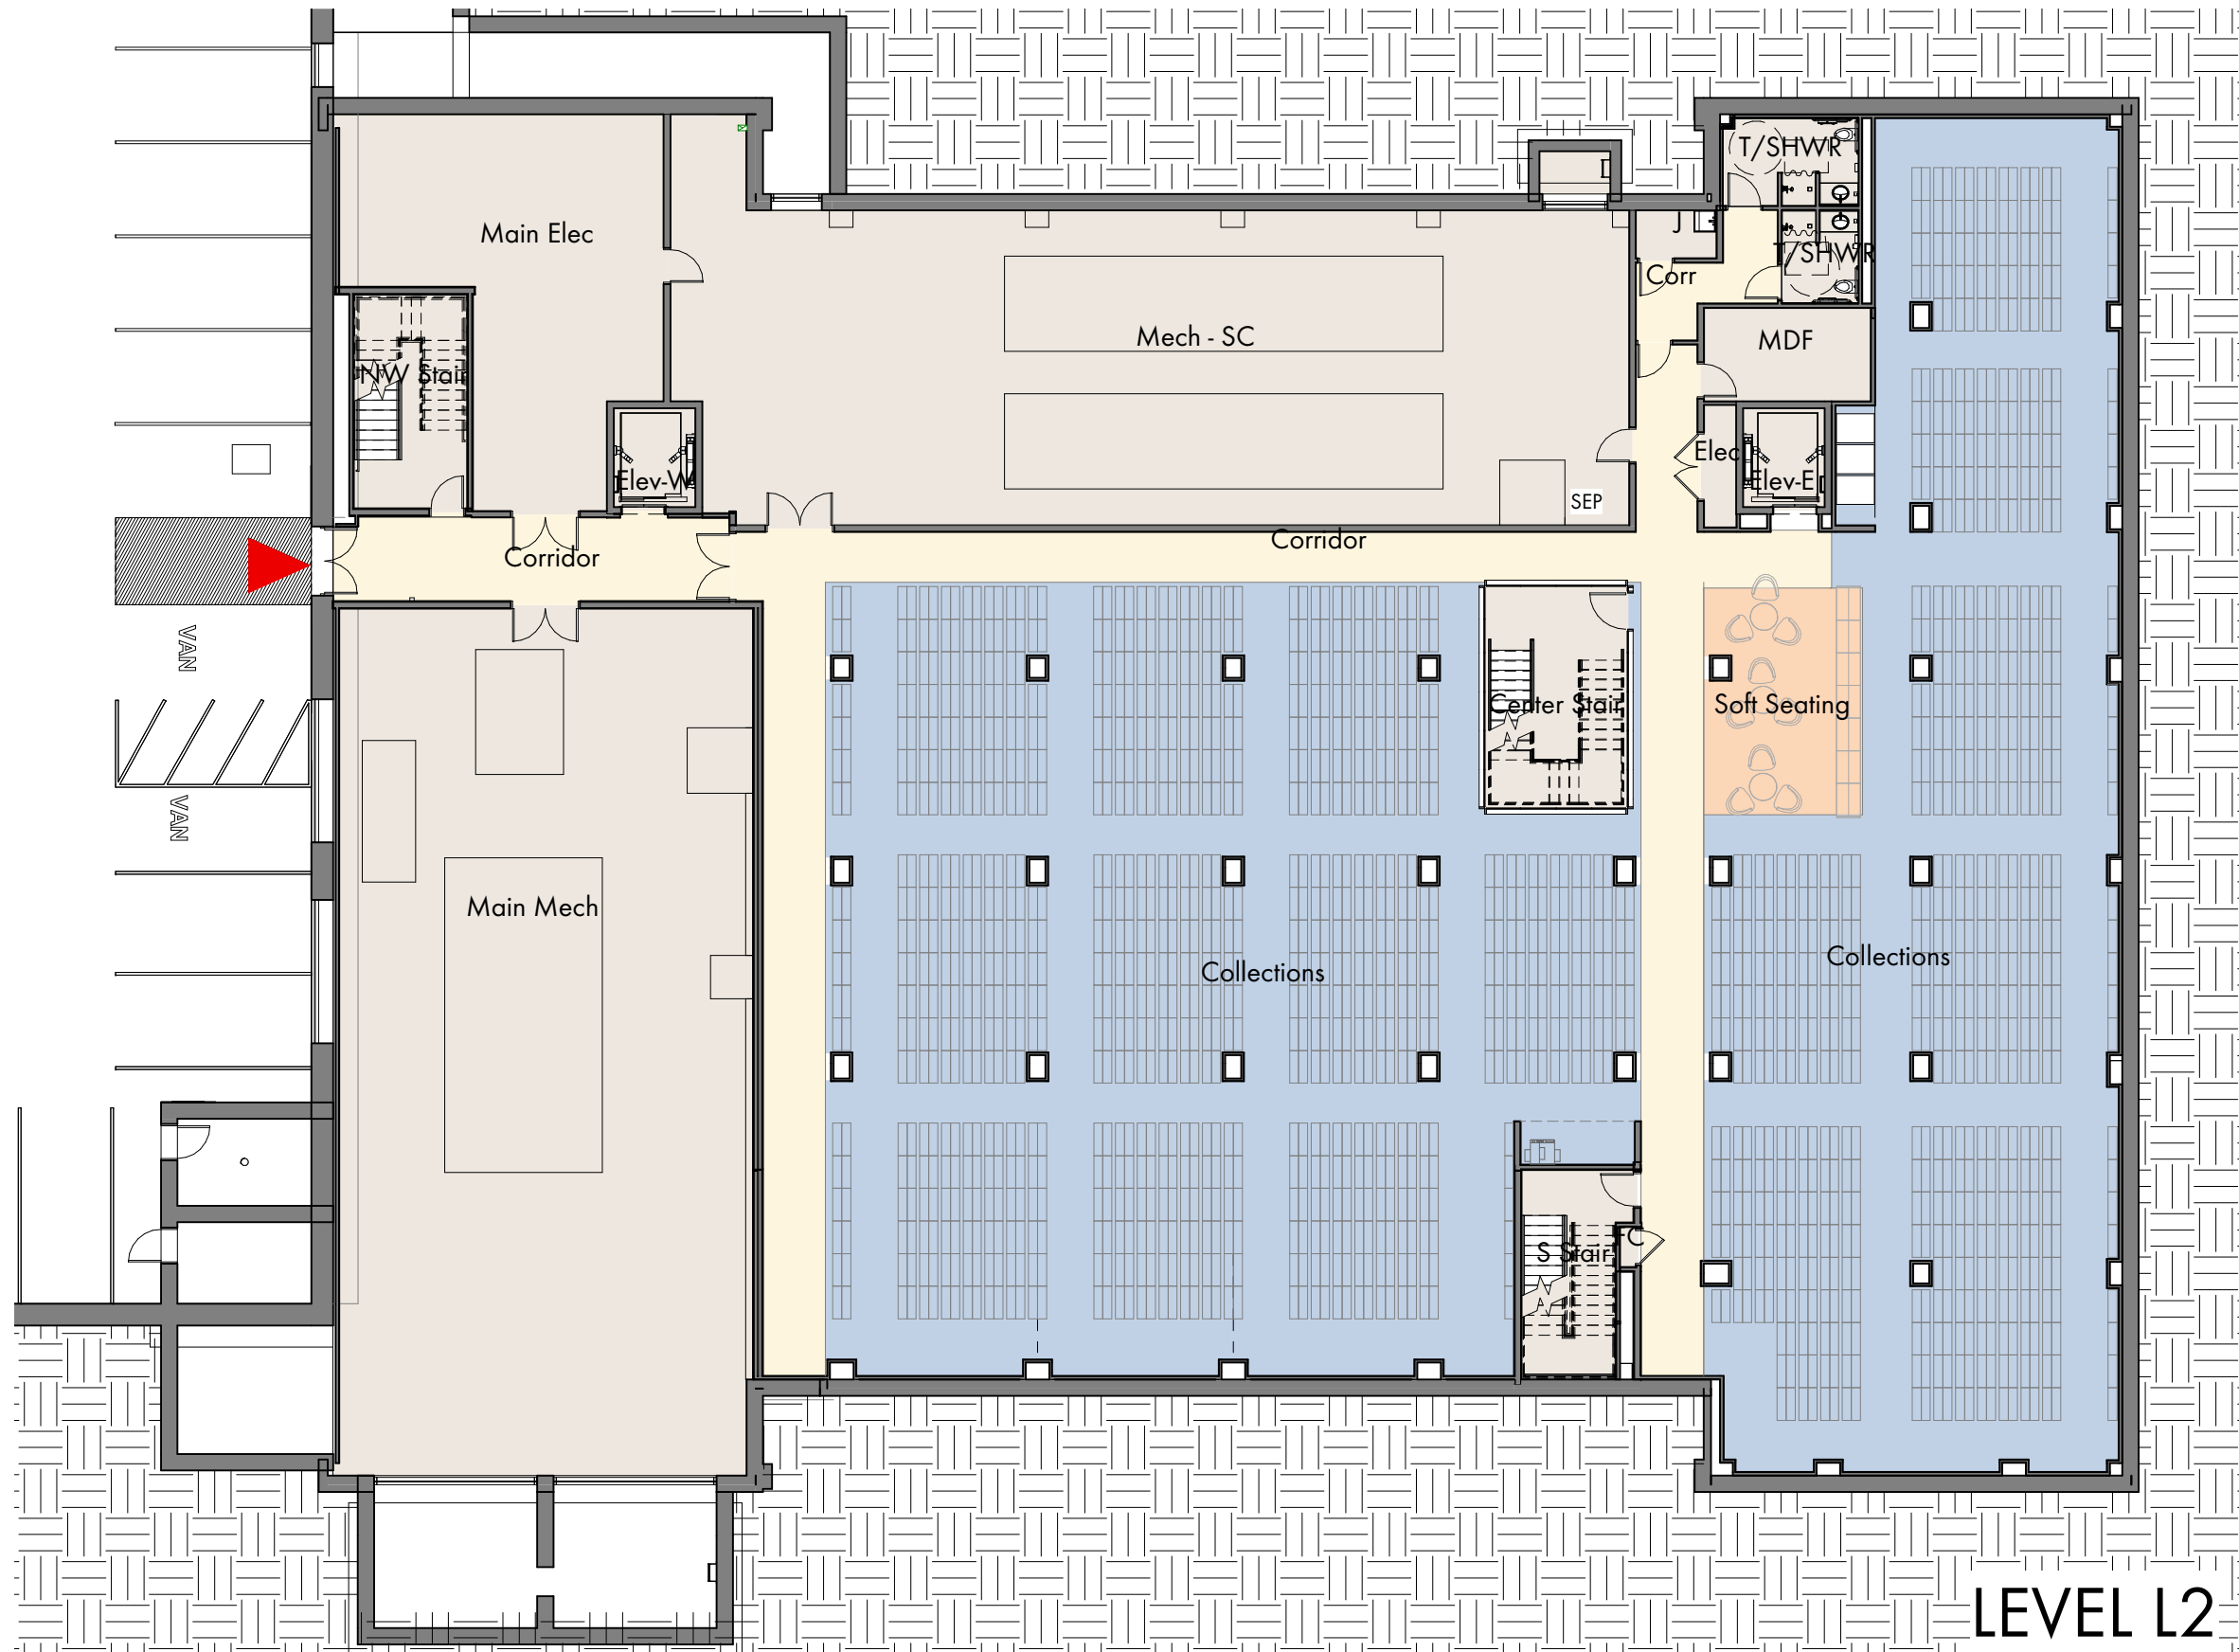 T/SHWR
Main Elec
J
T/SHWR
Corr
Mech - SC
MDF
NW Stair
Elec
Elev-W
Elev-E
SEP
Corridor
Corridor
VAN
Center Stair
Soft Seating
VAN
Main Mech
Collections
Collections
S Stair
LEVEL L2